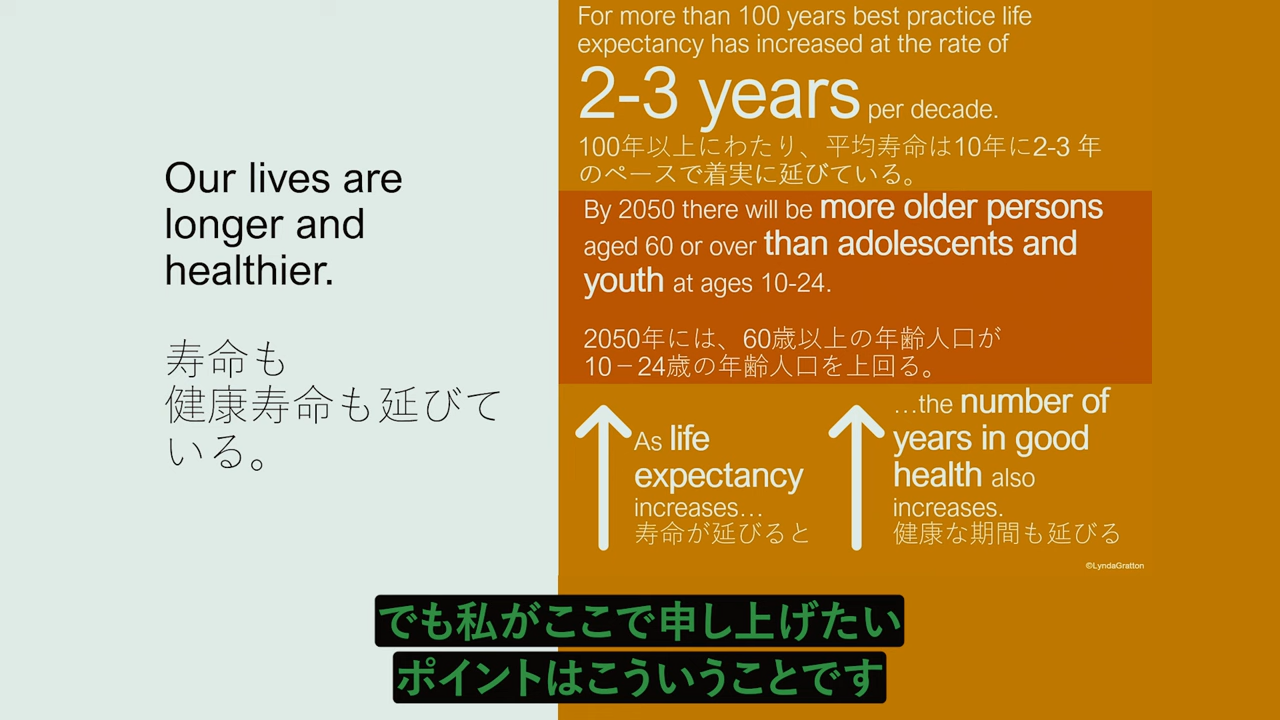 Our lives are
longer and
healthier.
寿命も
健康寿命も延びて
いる。
For more than 100 years best practice life
expectancy has increased at the rate of
2-3 years per decade.
100年以上にわたり、平均寿命は10年に2-3 年
のペースで着実に延びている。
By 2050 there will be more older persons
aged 60 or over than adolescents and
youth at ages 10-24.
2050年には、60歳以上の年齢人口が
10－24歳の年齢人口を上回る。
As life
expectancy
increases…
寿命が延びると
…the number of
years in good
health also
increases.
健康な期間も延びる
©LyndaGratton
でも私がここで申し上げたい
ポイントはこういうことです